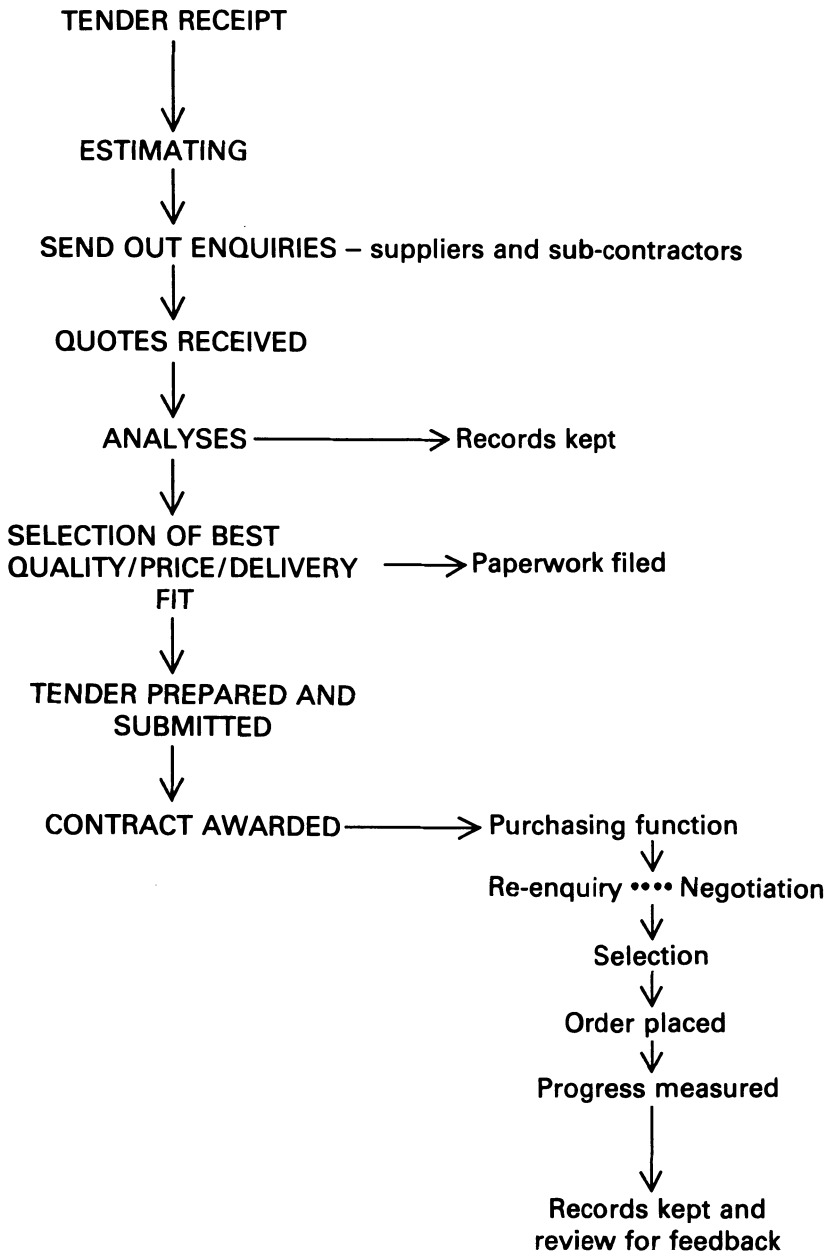 TENDER RECEIPT
ESTIMATING
SEND OUT ENQUIRIES – suppliers and sub-contractors
QUOTES RECEIVED
ANALYSES
Records kept
SELECTION OF BEST
QUALITY/PRICE/DELIVERY
FIT
Paperwork filed
TENDER PREPARED AND
SUBMITTED
CONTRACT AWARDED
Purchasing function
Re-enquiry •••• Negotiation
Selection
Order placed
Progress measured
Records kept and
review for feedback